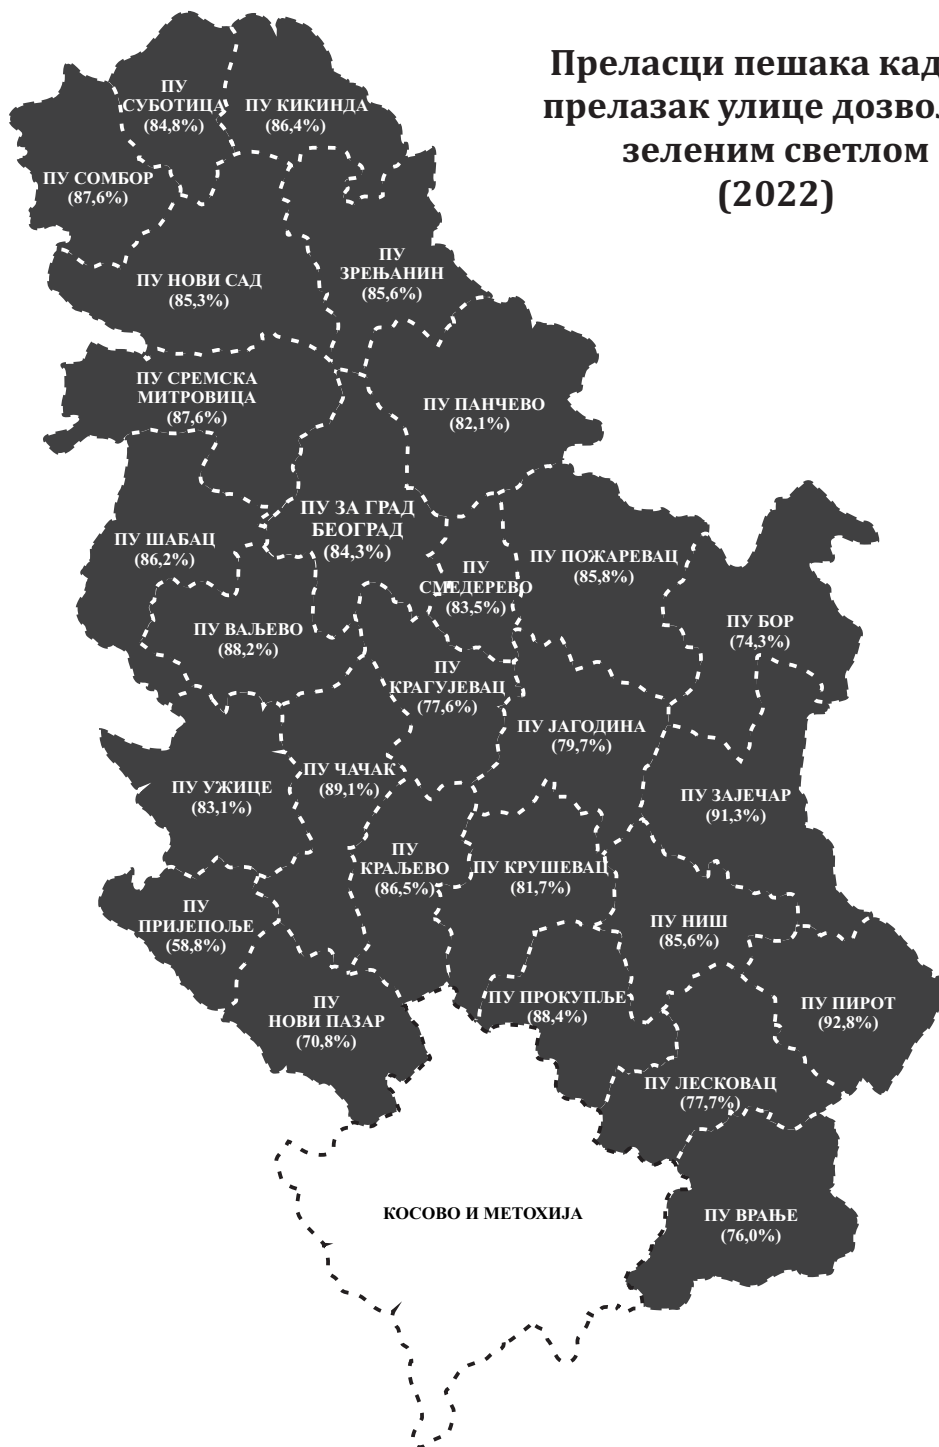 Преласци пешака кад
прелазак улице дозвол
зеленим светлом
(2022)
ПУ
СУБОТИЦА
(84,8%)
ПУ КИКИНДА
(86,4%)
ПУ СОМБОР
(87,6%)
ПУ НОВИ САД
(85,3%)
ПУ
ЗРЕЊАНИН
(85,6%)
ПУ СРЕМСКА
МИТРОВИЦА
(87,6%)
ПУ ПАНЧЕВО
(82,1%)
ПУ ЗА ГРАД
БЕОГРАД
(84,3%)
ПУ ШАБАЦ
(86,2%)
ПУ
СМЕДЕРЕВО
(83,5%)
ПУ ПОЖАРЕВАЦ
(85,8%)
ПУ БОР
(74,3%)
ПУ ВАЉЕВО
(88,2%)
ПУ
КРАГУЈЕВАЦ
(77,6%)
ПУ ЈАГОДИНА
(79,7%)
ПУ УЖИЦЕ
(83,1%)
ПУ ЧАЧАК
(89,1%)
ПУ ЗАЈЕЧАР
(91,3%)
ПУ
КРАЉЕВО
(86,5%)
ПУ КРУШЕВАЦ
(81,7%)
ПУ
ПРИЈЕПОЉЕ
(58,8%)
ПУ НИШ
(85,6%)
ПУ
НОВИ ПАЗАР
(70,8%)
ПУ ПРОКУПЉЕ
(88,4%)
ПУ ПИРОТ
(92,8%)
ПУ ЛЕСКОВАЦ
(77,7%)
КОСОВО И МЕТОХИЈА
ПУ ВРАЊЕ
(76,0%)